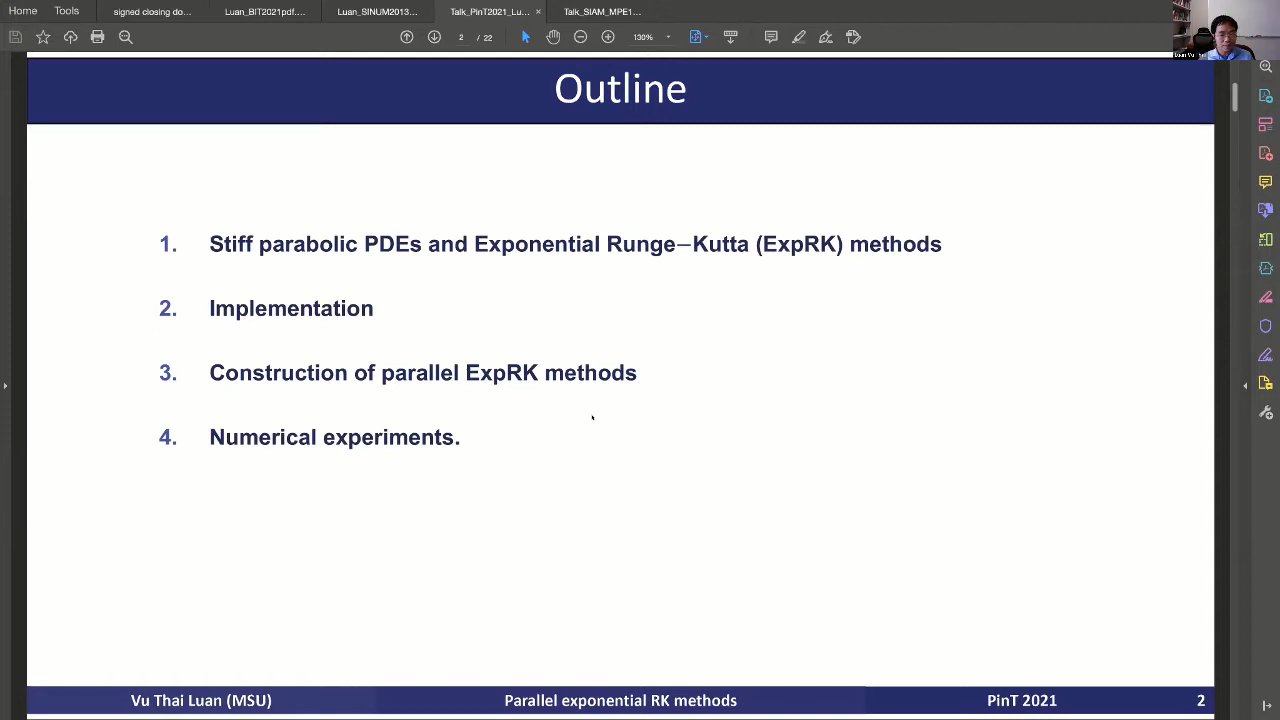 Home Tools signed closing do... Luan_BIT2021pdf.... Luan_SINUM2013... Talk_PinT2021_Lu... × Talk_SIAM_MPE1...
2 / 22 130%
Outline
1. Stiff parabolic PDEs and Exponential Runge−Kutta (ExpRK) methods
2. Implementation
3. Construction of parallel ExpRK methods
4. Numerical experiments.
Vu Thai Luan (MSU) Parallel exponential RK methods PinT 2021 2